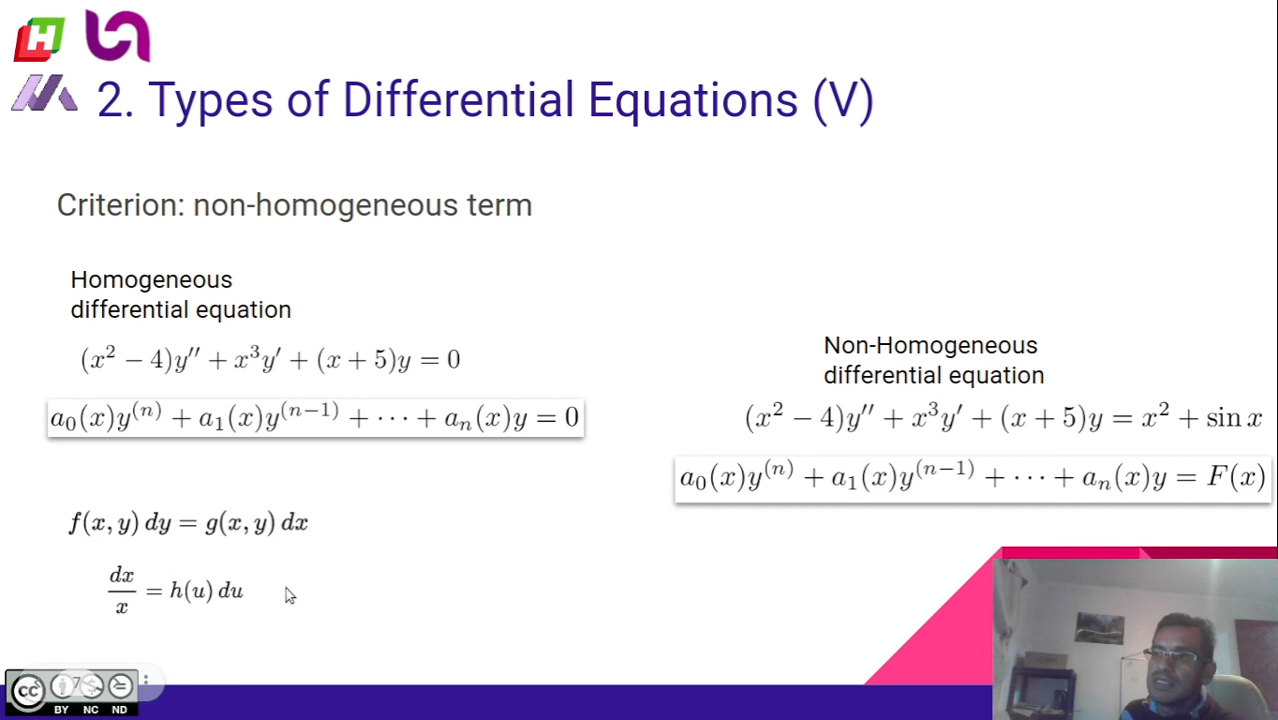 H
2. Types of Differential Equations (V)
Criterion: non-homogeneous term
Homogeneous
differential equation
(x² − 4)y″ + x³y′ + (x + 5)y = 0
a₀(x)y⁽ⁿ⁾ + a₁(x)y⁽ⁿ⁻¹⁾ + ⋯ + aₙ(x)y = 0
f(x, y) dy = g(x, y) dx
dx/x = h(u) du
Non-Homogeneous
differential equation
(x² − 4)y″ + x³y′ + (x + 5)y = x² + sin x
a₀(x)y⁽ⁿ⁾ + a₁(x)y⁽ⁿ⁻¹⁾ + ⋯ + aₙ(x)y = F(x)
cc
BY NC ND